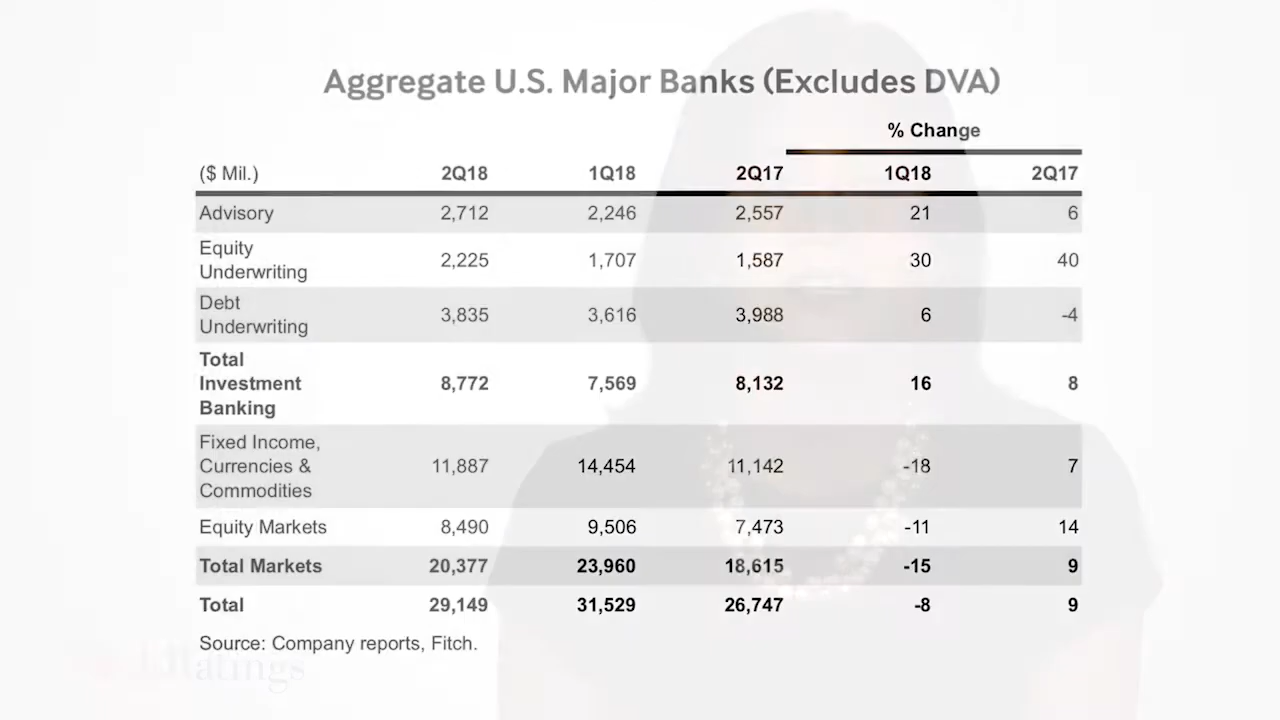 Aggregate U.S. Major Banks (Excludes DVA)
% Change
($ Mil.) 2Q18 1Q18 2Q17 1Q18 2Q17
Advisory 2,712 2,246 2,557 21 6
Equity
Underwriting 2,225 1,707 1,587 30 40
Debt
Underwriting 3,835 3,616 3,988 6 -4
Total
Investment
Banking 8,772 7,569 8,132 16 8
Fixed Income,
Currencies &
Commodities 11,887 14,454 11,142 -18 7
Equity Markets 8,490 9,506 7,473 -11 14
Total Markets 20,377 23,960 18,615 -15 9
Total 29,149 31,529 26,747 -8 9
Source: Company reports, Fitch.